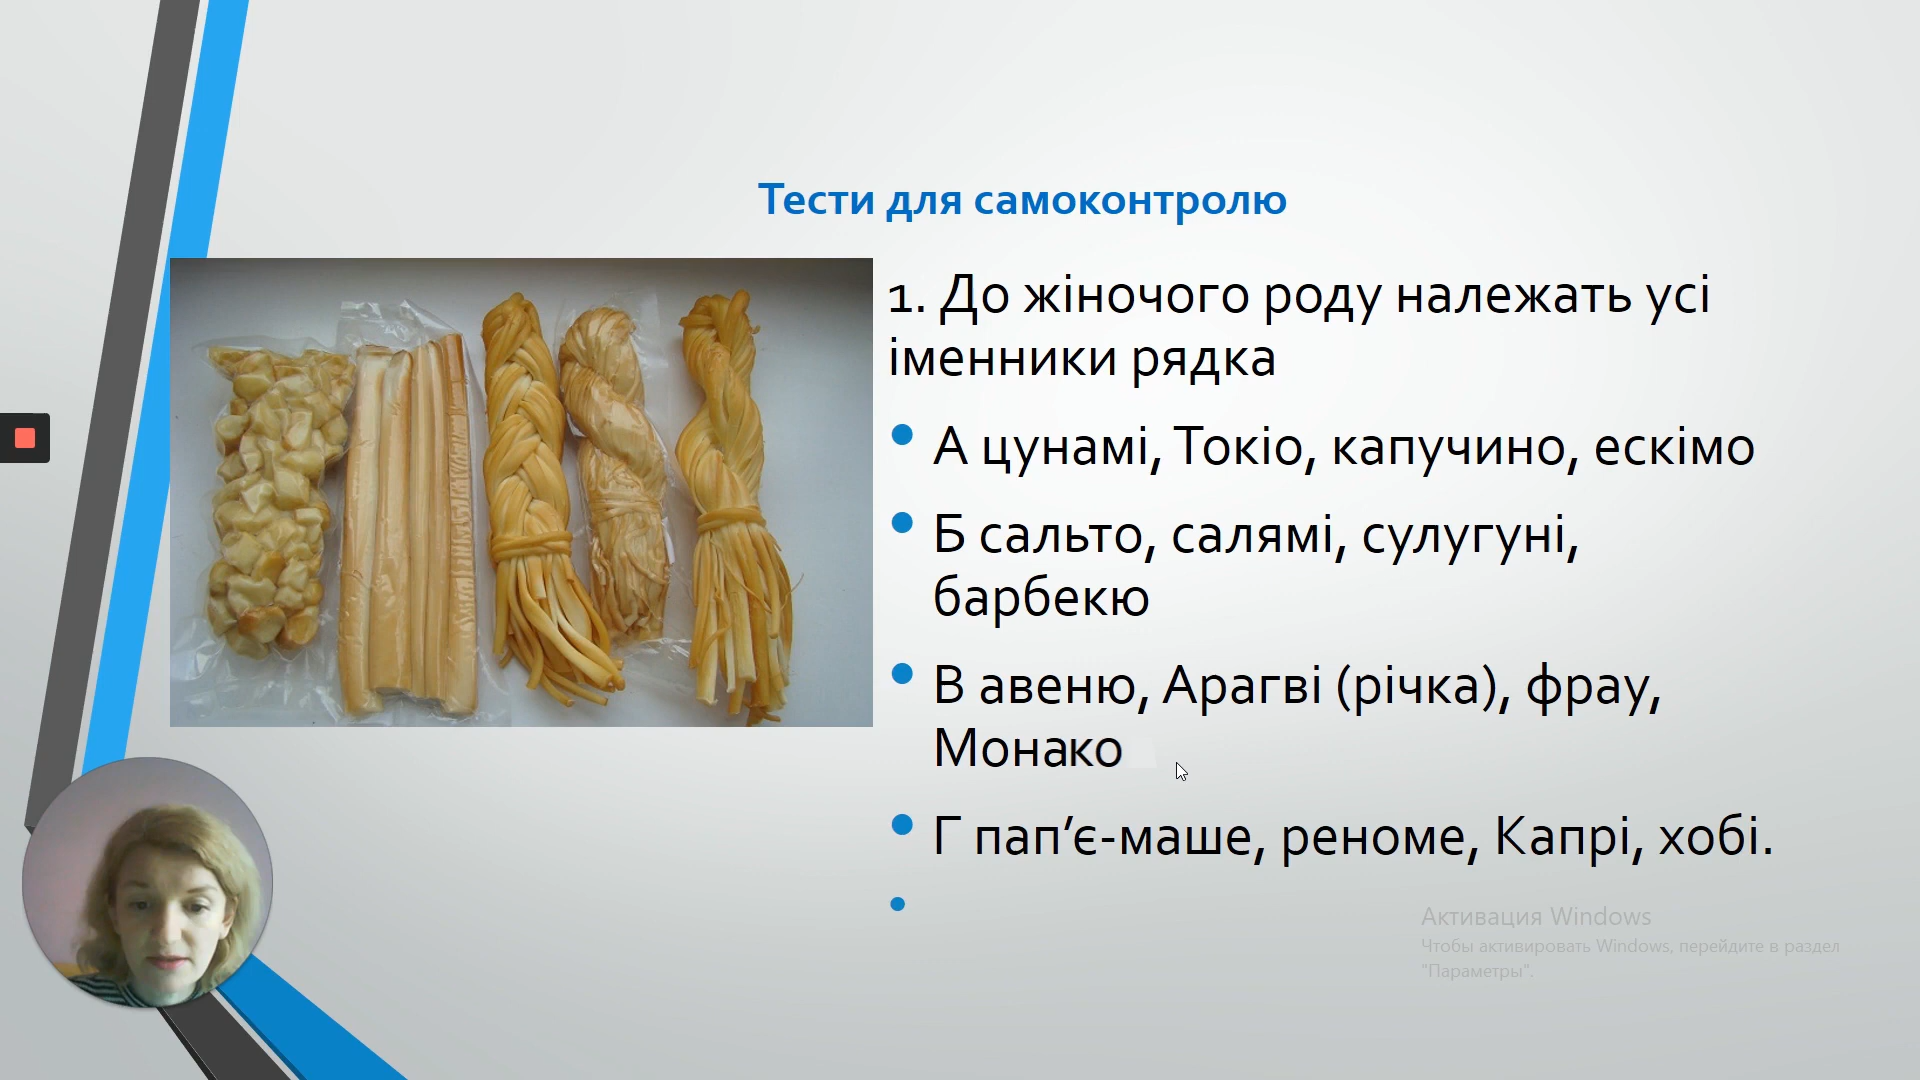 Тести для самоконтролю
1. До жіночого роду належать усі
іменники рядка
А цунамі, Токіо, капучино, ескімо
Б сальто, салямі, сулугуні,
барбекю
В авеню, Арагві (річка), фрау,
Монако
Г пап’є-маше, реноме, Капрі, хобі.
Активация Windows
Чтобы активировать Windows, перейдите в раздел
"Параметры".